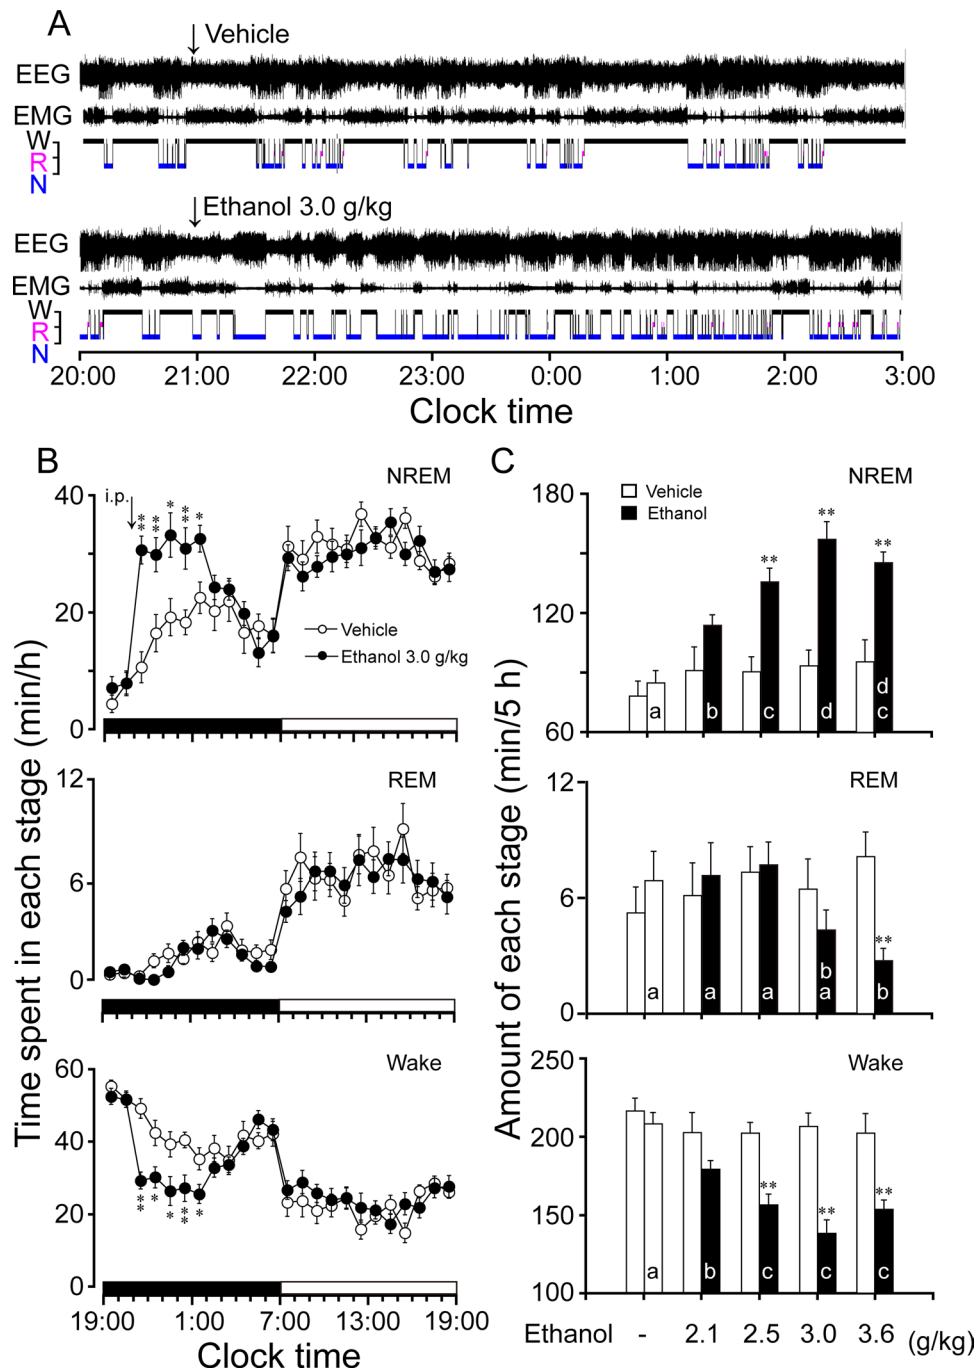 A
Vehicle
EEG
EMG
W
R
N
Ethanol 3.0 g/kg
EEG
EMG
W
R
N
20:00 21:00 22:00 23:00 0:00 1:00 2:00 3:00
Clock time
B
Time spent in each stage (min/h)
NREM
i.p.
** ** * ** *
40
20
0
Vehicle
Ethanol 3.0 g/kg
REM
12
6
0
Wake
60
40
20
0
** * * ** *
19:00 1:00 7:00 13:00 19:00
Clock time
C
Amount of each stage (min/5 h)
NREM
Vehicle
Ethanol
180
120
60
** ** **
a b c d d
c
REM
12
6
0
**
a a a b
a b
Wake
250
200
150
100
** ** **
a b c c c
Ethanol - 2.1 2.5 3.0 3.6 (g/kg)